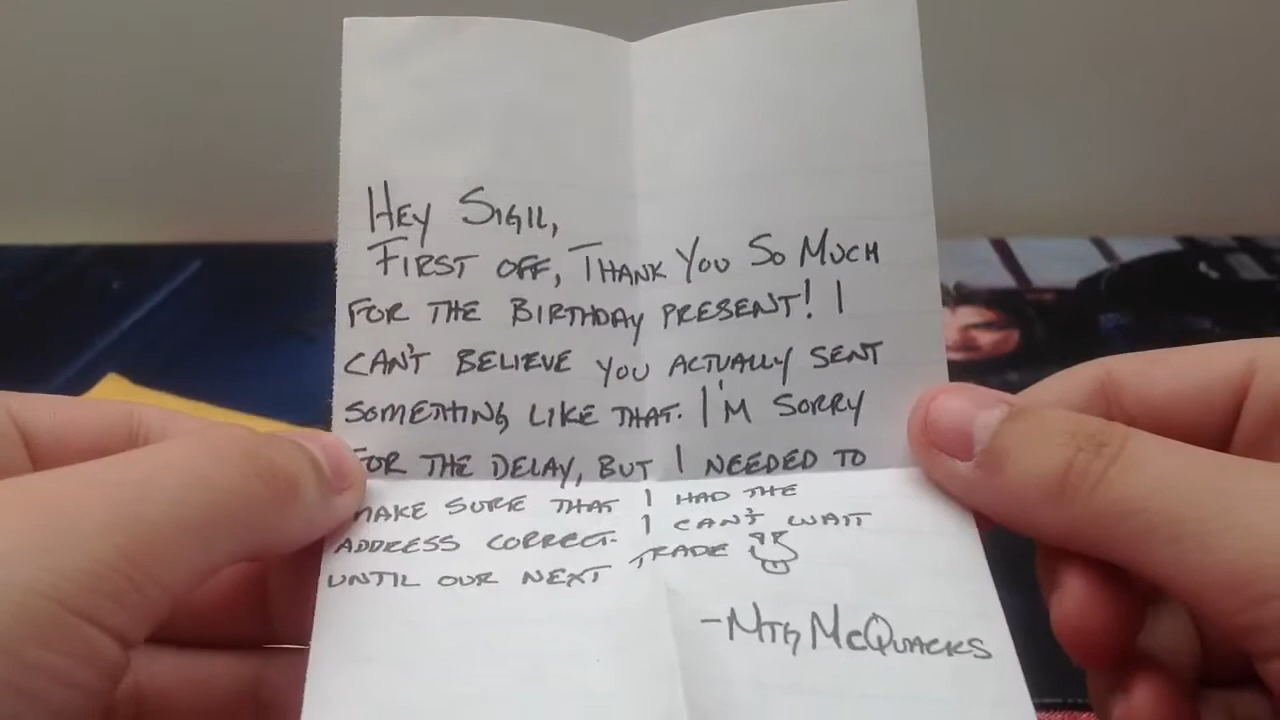 Hey Sigil,
First off, Thank You So Much
for the Birthday present! I
can't believe you actually sent
something like that. I'm sorry
for the delay, but I needed to
make sure that I had the
address correct. I can't wait
until our next trade
-Mtg McQuacks